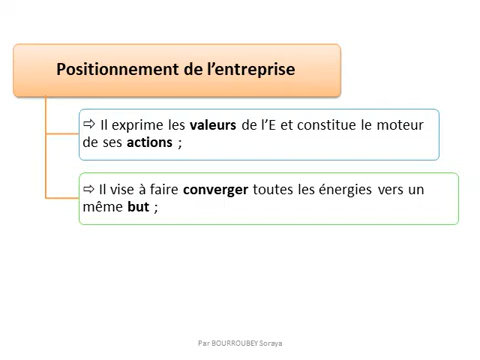 Positionnement de l’entreprise
⇨ Il exprime les valeurs de l’E et constitue le moteur
de ses actions ;
⇨ Il vise à faire converger toutes les énergies vers un
même but ;
Par BOURROUBEY Soraya